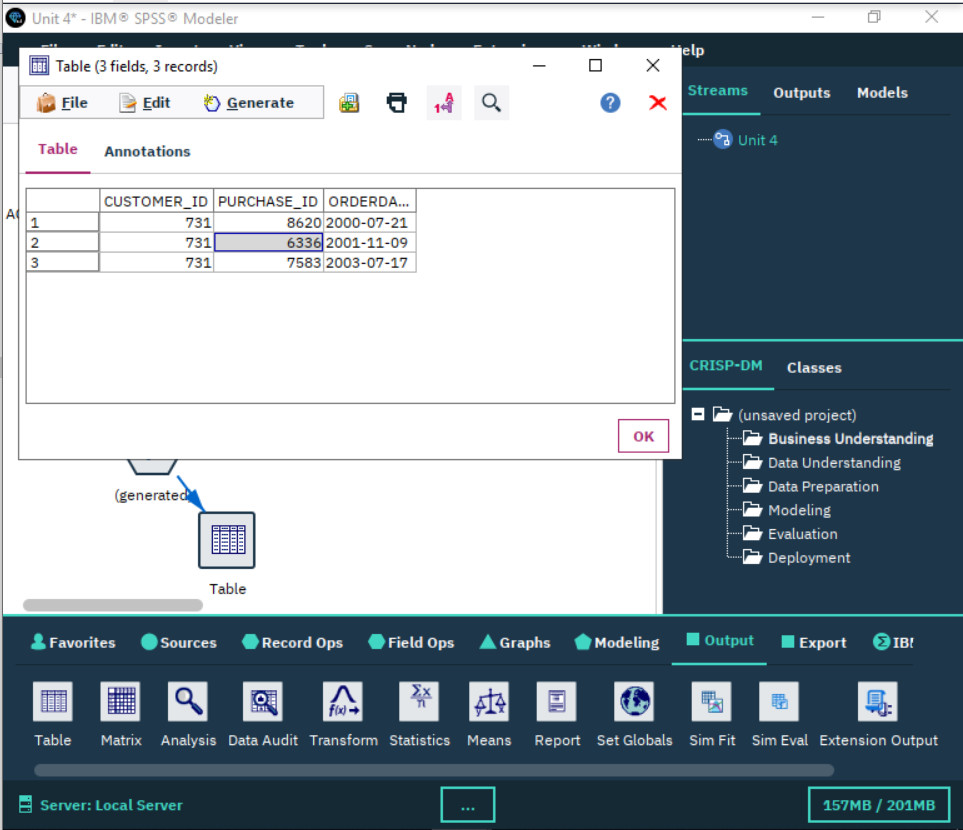 Unit 4* - IBM® SPSS® Modeler
Help
Table (3 fields, 3 records)
File Edit Generate
Table Annotations
CUSTOMER_ID PURCHASE_ID ORDERDA...
1 731 8620 2000-07-21
2 731 6336 2001-11-09
3 731 7583 2003-07-17
OK
Streams Outputs Models
Unit 4
CRISP-DM Classes
(unsaved project)
Business Understanding
Data Understanding
Data Preparation
Modeling
Evaluation
Deployment
(generated
Table
Favorites Sources Record Ops Field Ops Graphs Modeling Output Export IB
Table Matrix Analysis Data Audit Transform Statistics Means Report Set Globals Sim Fit Sim Eval Extension Output
Server: Local Server ... 157MB / 201MB